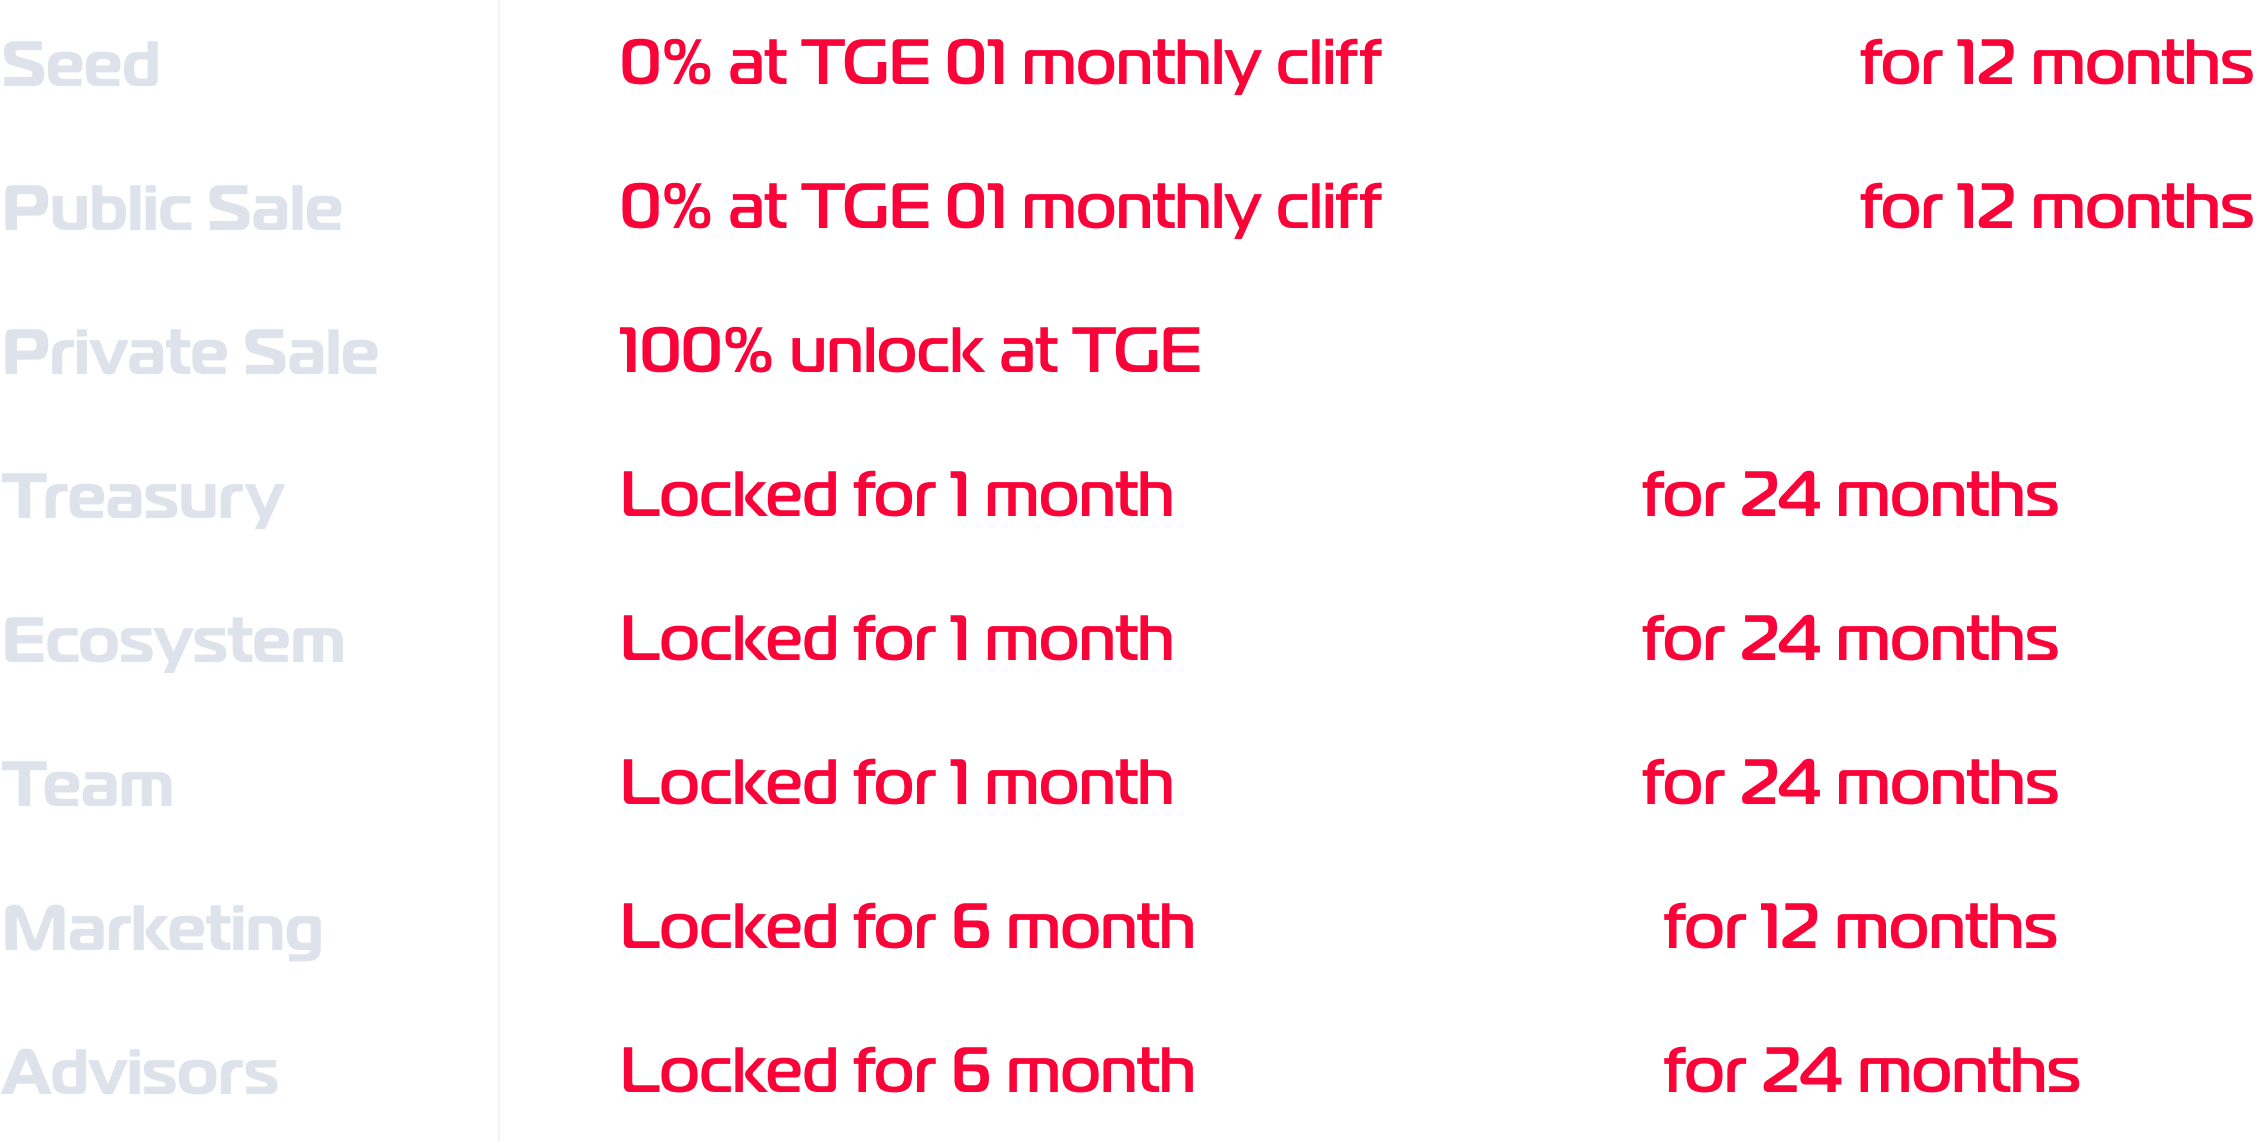 Seed 0% at TGE 01 monthly cliff for 12 months
Public Sale 0% at TGE 01 monthly cliff for 12 months
Private Sale 100% unlock at TGE
Treasury Locked for 1 month for 24 months
Ecosystem Locked for 1 month for 24 months
Team Locked for 1 month for 24 months
Marketing Locked for 6 month for 12 months
Advisors Locked for 6 month for 24 months